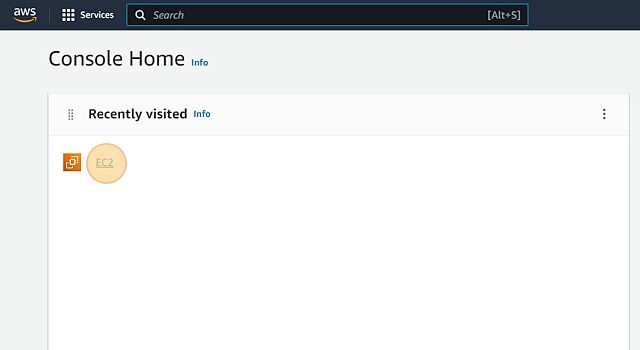 aws Services Search [Alt+S]
Console Home Info
Recently visited Info
EC2